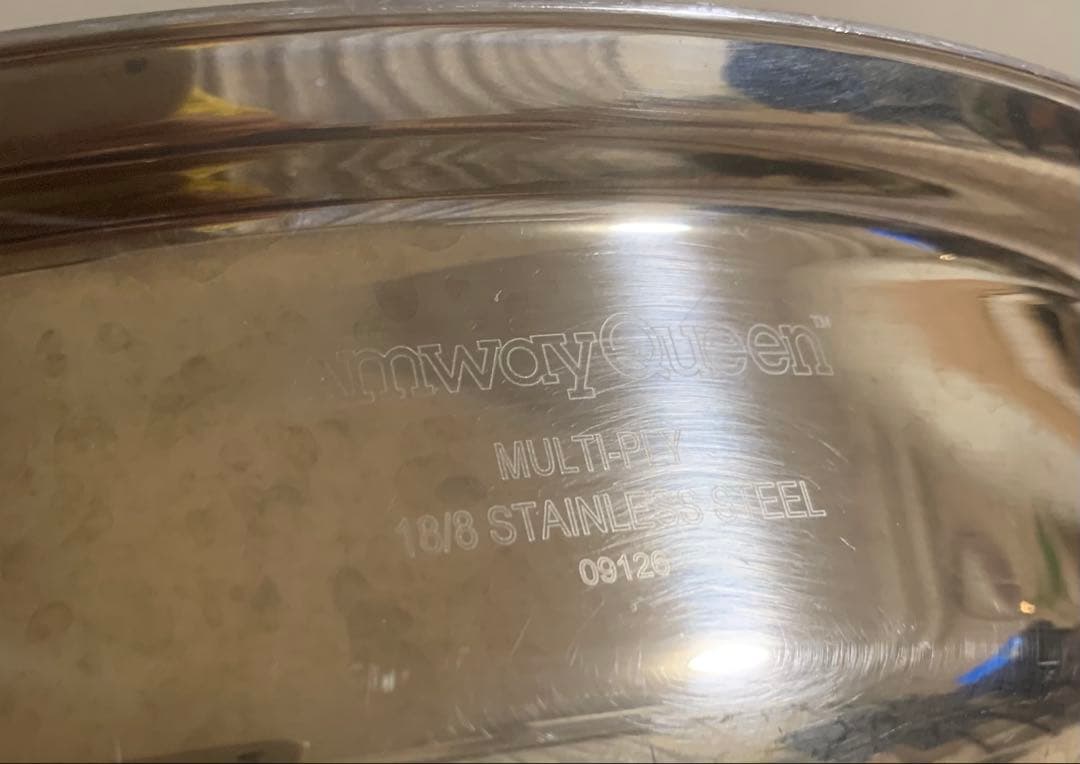 AmwayQueen™
MULTI-PLY
18/8 STAINLESS STEEL
09126